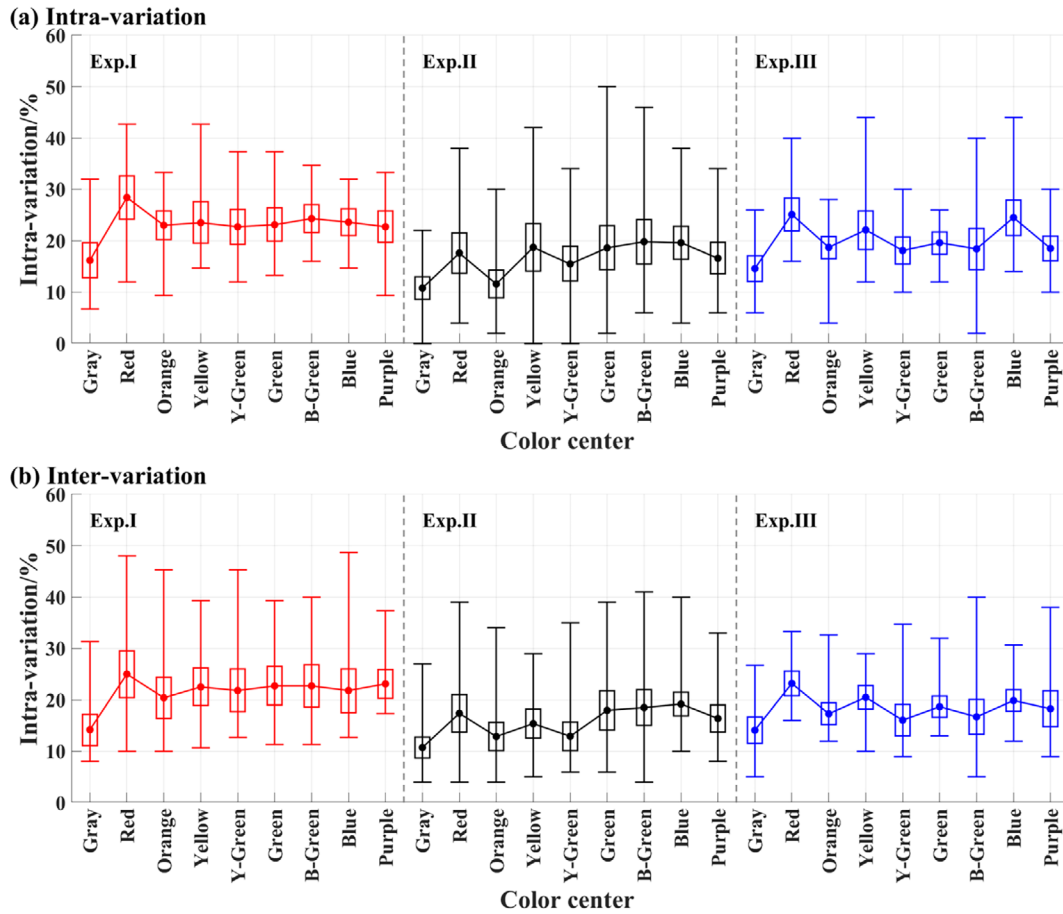 (a) Intra-variation
60
50
40
30
20
10
0
Intra-variation/%
Exp.I
Exp.II
Exp.III
Gray Red Orange Yellow Y-Green Green B-Green Blue Purple Gray Red Orange Yellow Y-Green Green B-Green Blue Purple Gray Red Orange Yellow Y-Green Green B-Green Blue Purple
Color center
(b) Inter-variation
60
50
40
30
20
10
0
Intra-variation/%
Exp.I
Exp.II
Exp.III
Gray Red Orange Yellow Y-Green Green B-Green Blue Purple Gray Red Orange Yellow Y-Green Green B-Green Blue Purple Gray Red Orange Yellow Y-Green Green B-Green Blue Purple
Color center